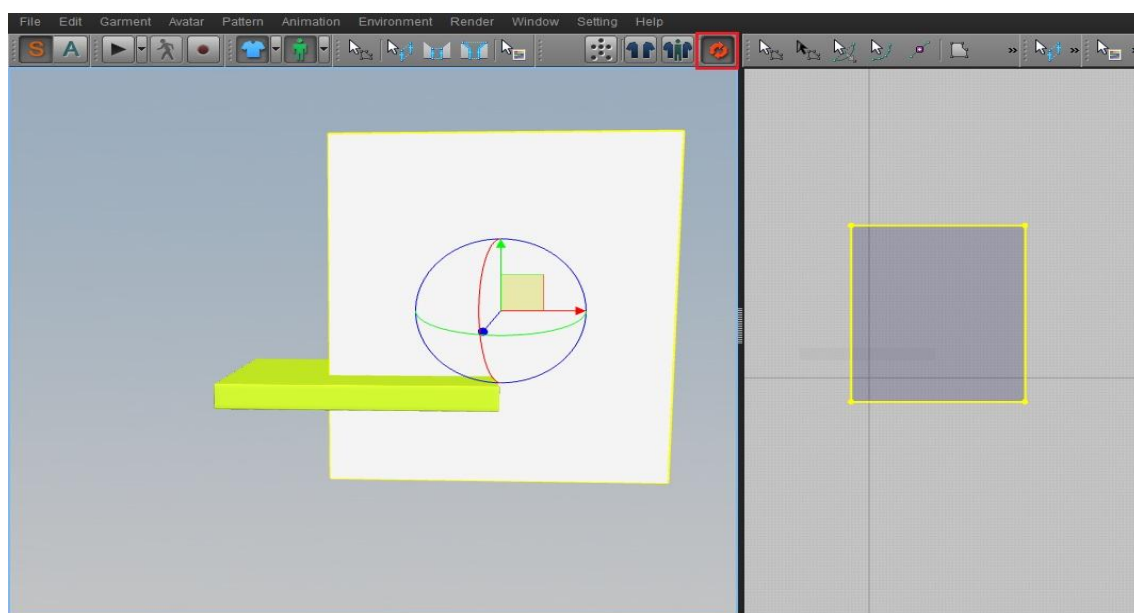 File Edit Garment Avatar Pattern Animation Environment Render Window Setting Help
S A » » »